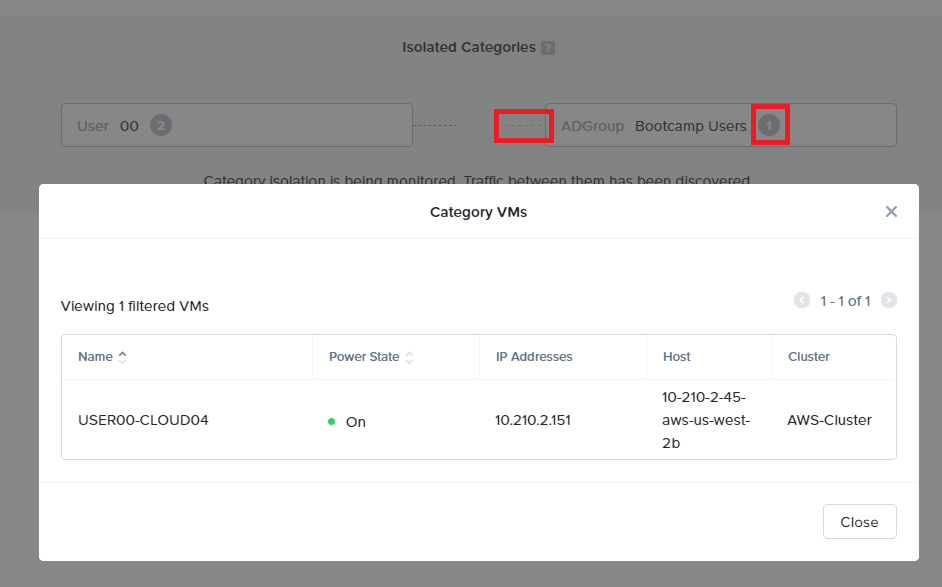 Isolated Categories ?
User 00 2
ADGroup Bootcamp Users 1
Category isolation is being monitored. Traffic between them has been discovered.
Category VMs
Viewing 1 filtered VMs
1 - 1 of 1
Name Power State IP Addresses Host Cluster
USER00-CLOUD04 On 10.210.2.151 10-210-2-45-
aws-us-west-
2b AWS-Cluster
Close